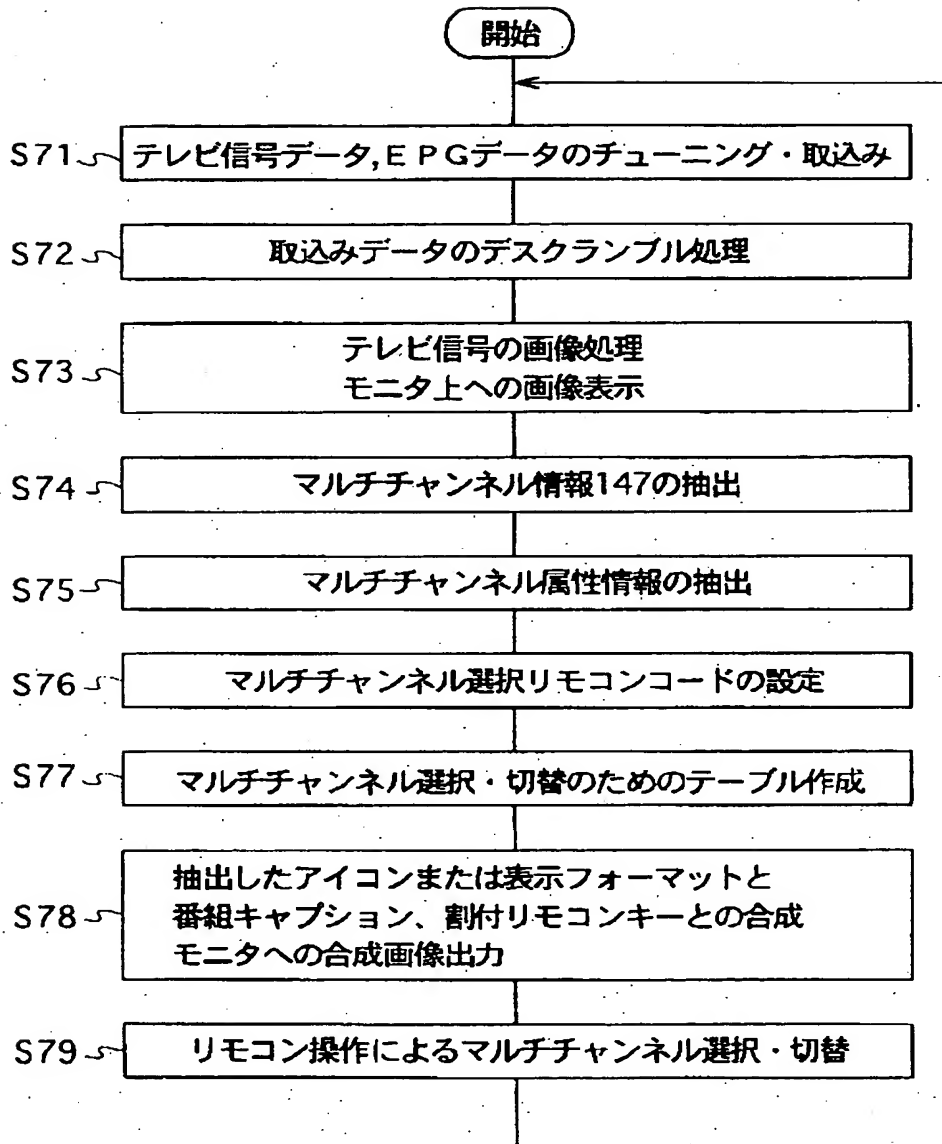 開始
S71 テレビ信号データ,EPGデータのチューニング・取込み
S72 取込みデータのデスクランブル処理
S73 テレビ信号の画像処理
モニタ上への画像表示
S74 マルチチャンネル情報147の抽出
S75 マルチチャンネル属性情報の抽出
S76 マルチチャンネル選択リモコンコードの設定
S77 マルチチャンネル選択・切替のためのテーブル作成
S78 抽出したアイコンまたは表示フォーマットと
番組キャプション、割付リモコンキーとの合成
モニタへの合成画像出力
S79 リモコン操作によるマルチチャンネル選択・切替